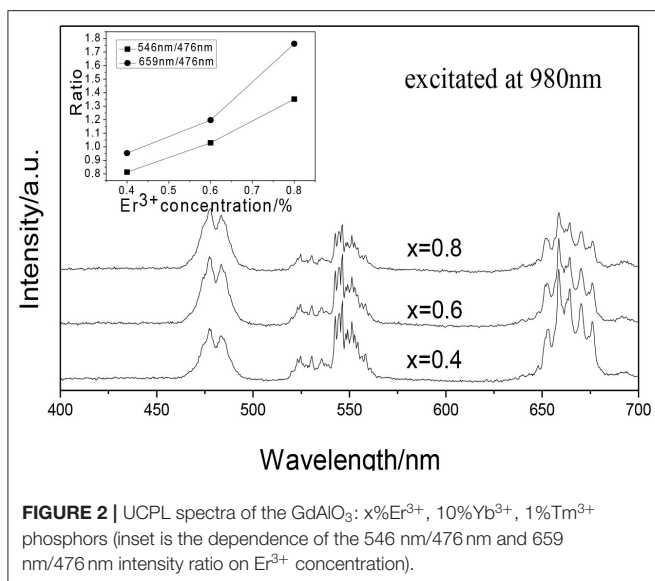 1.8
1.7
1.6
1.5
1.4
1.3
1.2
1.1
1.0
0.9
0.8
Ratio
546nm/476nm
659nm/476nm
0.4 0.5 0.6 0.7 0.8
Er³⁺concentration/%
excitated at 980nm
Intensity/a.u.
x=0.8
x=0.6
x=0.4
400 450 500 550 600 650 700
Wavelength/nm
FIGURE 2 | UCPL spectra of the GdAlO₃: x%Er³⁺, 10%Yb³⁺, 1%Tm³⁺
phosphors (inset is the dependence of the 546 nm/476 nm and 659
nm/476 nm intensity ratio on Er³⁺ concentration).